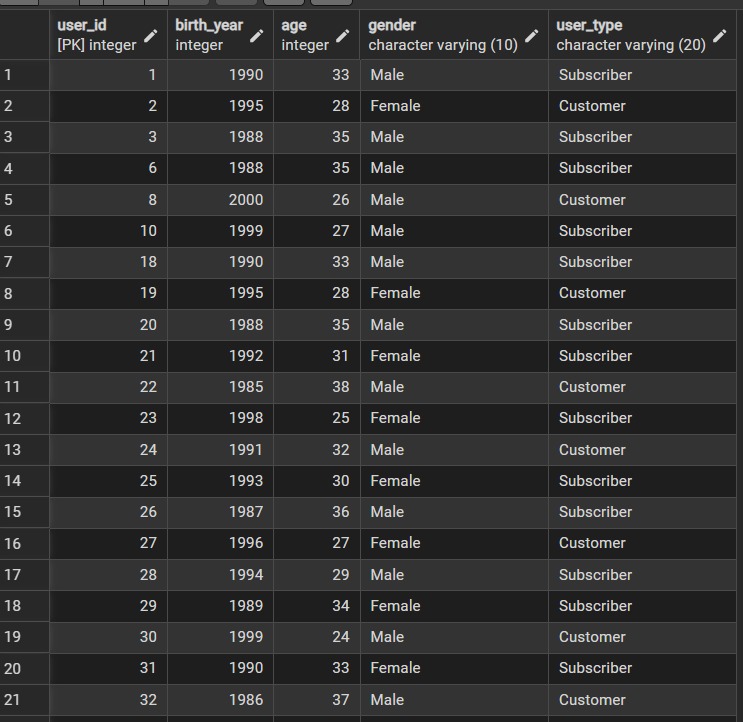 user_id birth_year age gender user_type
[PK] integer integer integer character varying (10) character varying (20)
1 1 1990 33 Male Subscriber
2 2 1995 28 Female Customer
3 3 1988 35 Male Subscriber
4 6 1988 35 Male Subscriber
5 8 2000 26 Male Customer
6 10 1999 27 Male Subscriber
7 18 1990 33 Male Subscriber
8 19 1995 28 Female Customer
9 20 1988 35 Male Subscriber
10 21 1992 31 Female Subscriber
11 22 1985 38 Male Customer
12 23 1998 25 Female Subscriber
13 24 1991 32 Male Customer
14 25 1993 30 Female Subscriber
15 26 1987 36 Male Subscriber
16 27 1996 27 Female Customer
17 28 1994 29 Male Subscriber
18 29 1989 34 Female Subscriber
19 30 1999 24 Male Customer
20 31 1990 33 Female Subscriber
21 32 1986 37 Male Customer